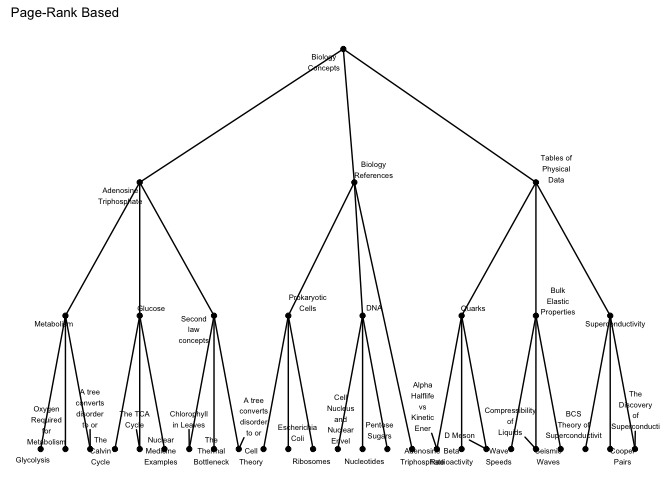 Page-Rank Based
Biology
Concepts
Biology
References
Tables of
Physical
Data
Adenosine
Triphosphate
Metabolism
Glucose
Second
law
concepts
Prokaryotic
Cells
DNA
Quarks
Bulk
Elastic
Properties
Superconductivity
Glycolysis
Oxygen
Required
for
Metabolism
A tree
converts
disorder
to or
The
Calvin
Cycle
The TCA
Cycle
Nuclear
Medicine
Examples
Chlorophyll
in Leaves
The
Thermal
Bottleneck
A tree
converts
disorder
to or
Cell
Theory
Escherichia
Coli
Ribosomes
Cell
Nucleus
and
Nuclear
Envel
Nucleotides
Pentose
Sugars
Adenosine
Triphosphate
Alpha
Halflife
vs
Kinetic
Ener
Beta
Radioactivity
D Meson
Wave
Speeds
Compressibility
of
Liquids
Seismic
Waves
BCS
Theory of
Superconductivit
Cooper
Pairs
The
Discovery
of
Superconducti